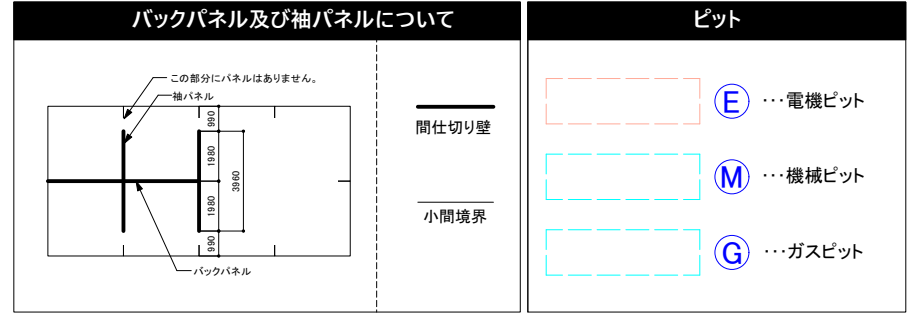 バックパネル及び袖パネルについて
この部分にパネルはありません。
袖パネル
990
1980
3960
1980
990
バックパネル
間仕切り壁
小間境界
ピット
E …電機ピット
M …機械ピット
G …ガスピット